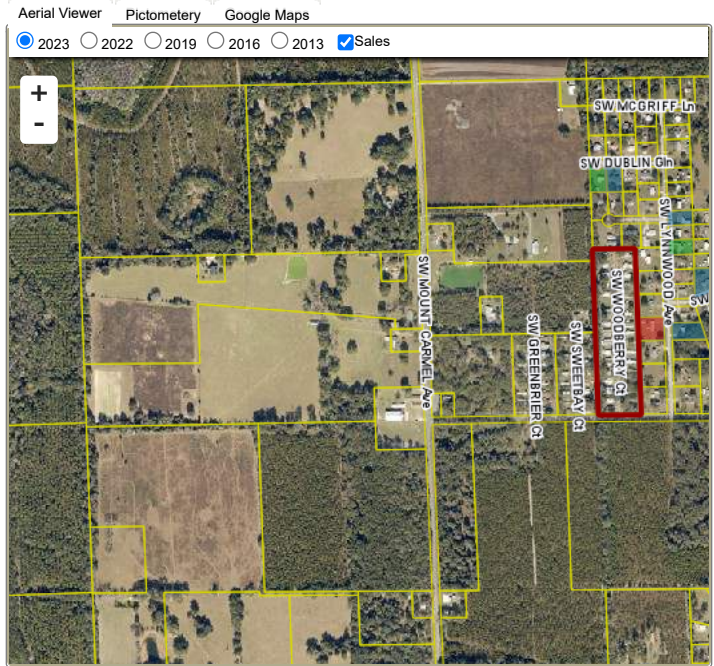 Aerial Viewer Pictometery Google Maps
2023 2022 2019 2016 2013 Sales
+
-
SW MCGRIFF Ln
SW DUBLIN Gln
SW LYNNWOOD Ave
SW MOUNT CARMEL Ave
SW WOODBERRY Ct
SW
SW GREENBRIER Ct
SW SWEETBAY Ct